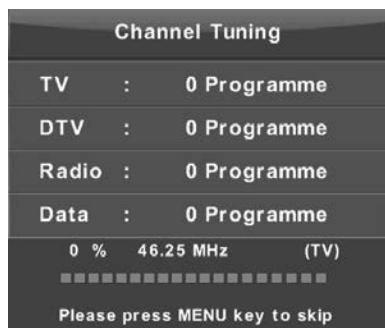 Channel Tuning
TV : 0 Programme
DTV : 0 Programme
Radio : 0 Programme
Data : 0 Programme
0 % 46.25 MHz (TV)
Please press MENU key to skip